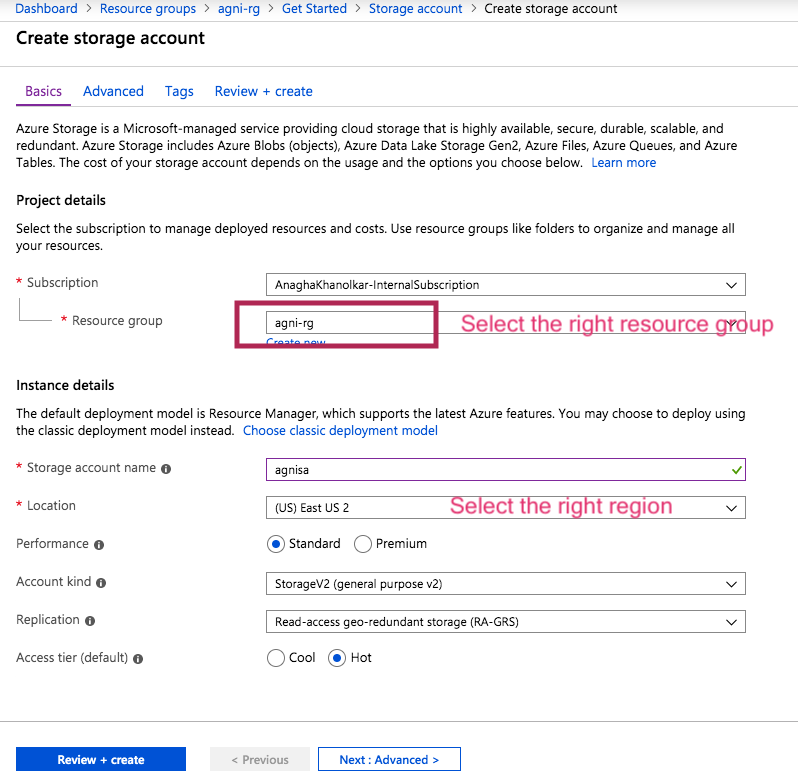 Dashboard > Resource groups > agni-rg > Get Started > Storage account > Create storage account
Create storage account
Basics Advanced Tags Review + create
Azure Storage is a Microsoft-managed service providing cloud storage that is highly available, secure, durable, scalable, and
redundant. Azure Storage includes Azure Blobs (objects), Azure Data Lake Storage Gen2, Azure Files, Azure Queues, and Azure
Tables. The cost of your storage account depends on the usage and the options you choose below. Learn more
Project details
Select the subscription to manage deployed resources and costs. Use resource groups like folders to organize and manage all
your resources.
* Subscription AnaghaKhanolkar-InternalSubscription
* Resource group agni-rg Select the right resource group
Create new
Instance details
The default deployment model is Resource Manager, which supports the latest Azure features. You may choose to deploy using
the classic deployment model instead. Choose classic deployment model
* Storage account name agnisa
* Location (US) East US 2 Select the right region
Performance Standard Premium
Account kind StorageV2 (general purpose v2)
Replication Read-access geo-redundant storage (RA-GRS)
Access tier (default) Cool Hot
Review + create < Previous Next : Advanced >